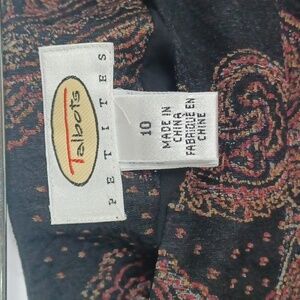 Talbots
PETITES
10
MADE IN
CHINA
FABRIQUÉ EN
CHINE